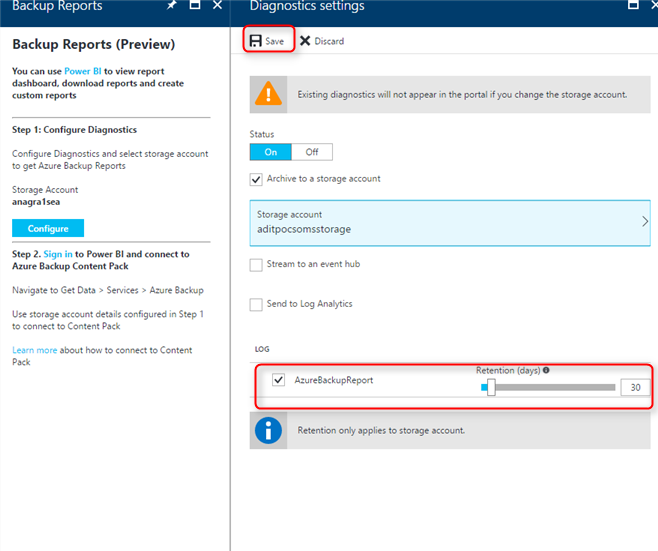 Backup Reports
Backup Reports (Preview)
You can use Power BI to view report
dashboard, download reports and create
custom reports
Step 1: Configure Diagnostics
Configure Diagnostics and select storage account
to get Azure Backup Reports
Storage Account
anagra1sea
Configure
Step 2. Sign in to Power BI and connect to
Azure Backup Content Pack
Navigate to Get Data > Services > Azure Backup
Use storage account details configured in Step 1
to connect to Content Pack
Learn more about how to connect to Content
Pack
Diagnostics settings
Save Discard
Existing diagnostics will not appear in the portal if you change the storage account.
Status
On Off
Archive to a storage account
Storage account
aditpocsomsstorage
Stream to an event hub
Send to Log Analytics
LOG
AzureBackupReport
Retention (days)
30
Retention only applies to storage account.